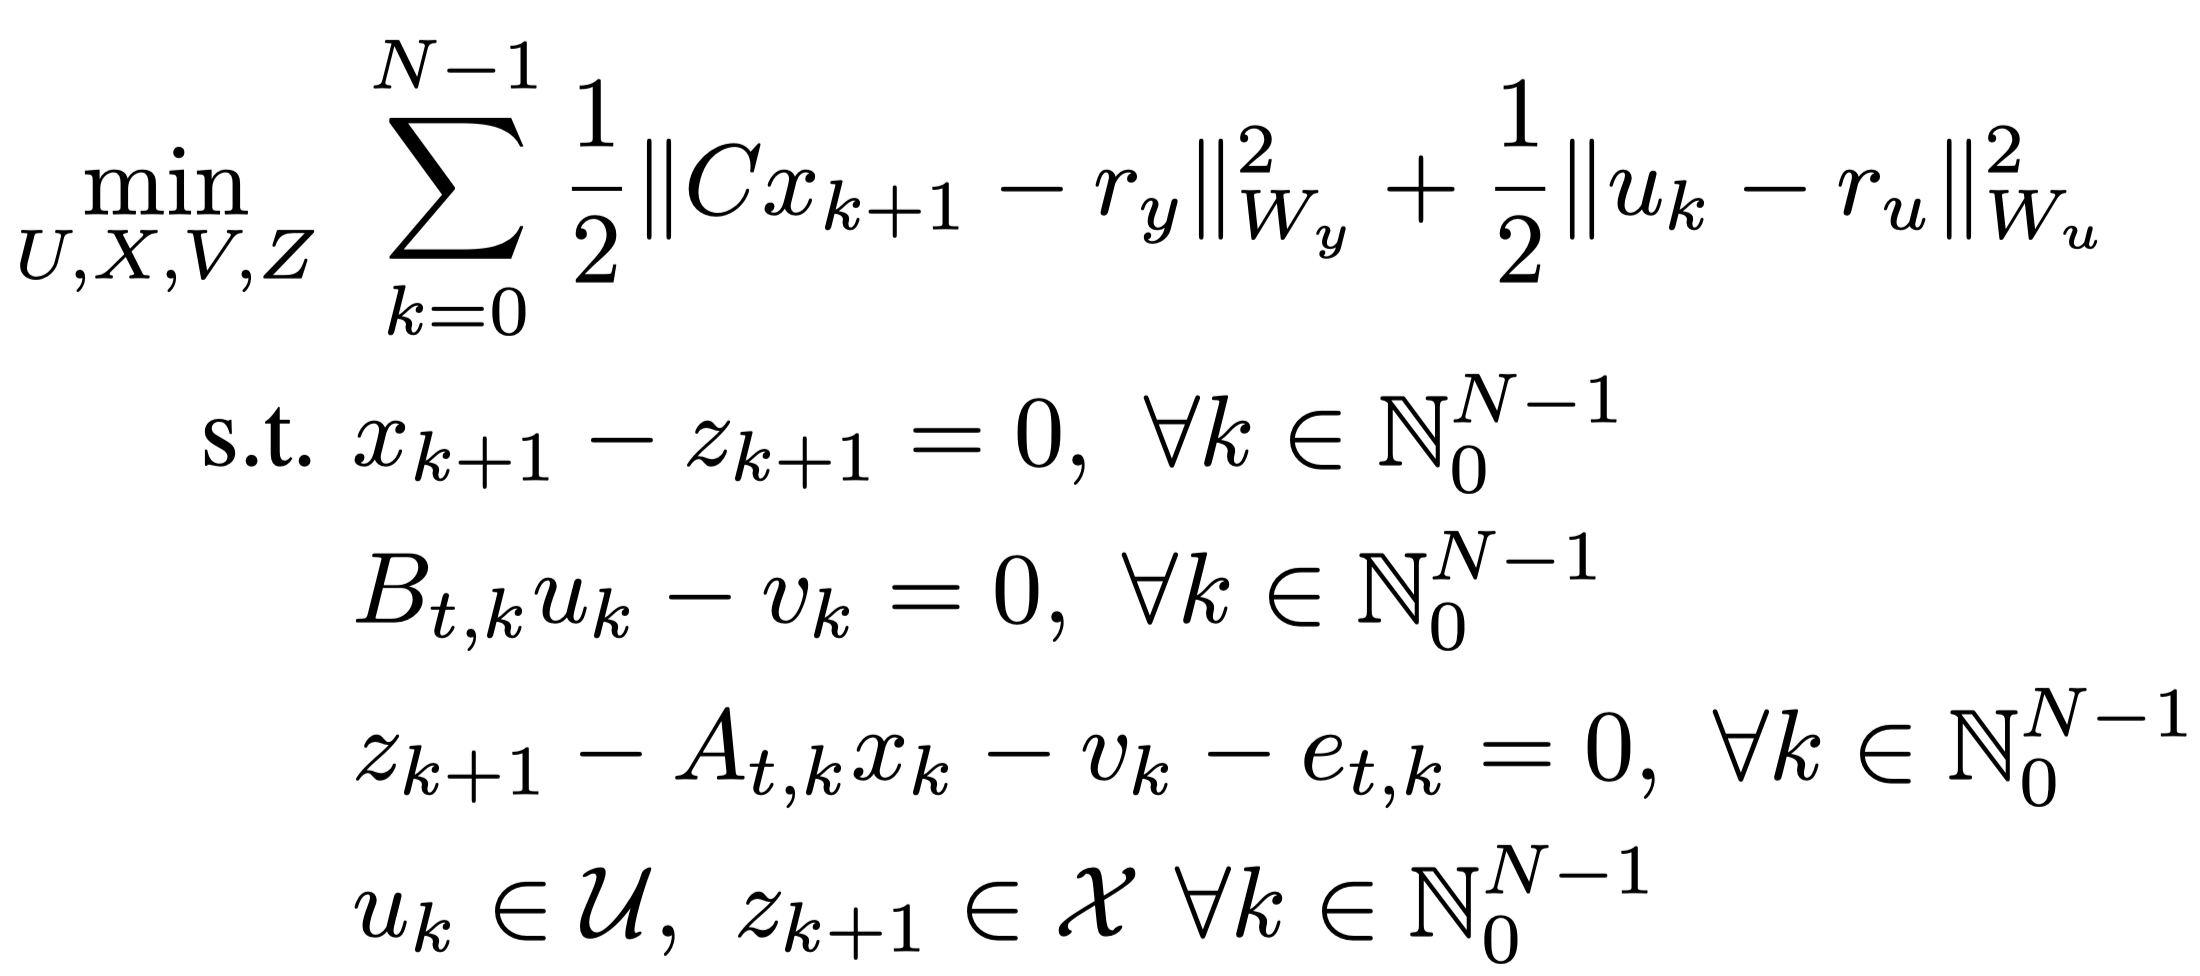 \min_{U,X,V,Z} \sum_{k=0}^{N-1} \frac{1}{2} \| C x_{k+1} - r_y \|_{W_y}^2 + \frac{1}{2} \| u_k - r_u \|_{W_u}^2
s.t. x_{k+1} - z_{k+1} = 0, \forall k \in \mathbb{N}_0^{N-1}
B_{t,k} u_k - v_k = 0, \forall k \in \mathbb{N}_0^{N-1}
z_{k+1} - A_{t,k} x_k - v_k - e_{t,k} = 0, \forall k \in \mathbb{N}_0^{N-1}
u_k \in \mathcal{U}, z_{k+1} \in \mathcal{X} \forall k \in \mathbb{N}_0^{N-1}